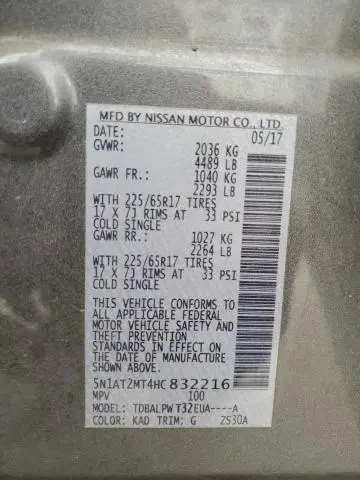 MFD BY NISSAN MOTOR CO., LTD.
DATE: 05/17
GVWR: 2036 KG
4489 LB
GAWR FR.: 1040 KG
2293 LB
WITH 225/65R17 TIRES
17 X 7J RIMS AT 33 PSI
COLD SINGLE
GAWR RR.: 1027 KG
2264 LB
WITH 225/65R17 TIRES
17 X 7J RIMS AT 33 PSI
COLD SINGLE
THIS VEHICLE CONFORMS TO
ALL APPLICABLE FEDERAL
MOTOR VEHICLE SAFETY
AND THEFT PREVENTION
STANDARDS IN EFFECT ON
THE DATE OF MANUFACTURE
SHOWN ABOVE.
5N1AT2MT4HC832216
MPV 100
MODEL: TDBALPW T32EUA----A
COLOR: KAD TRIM: G ZS30A